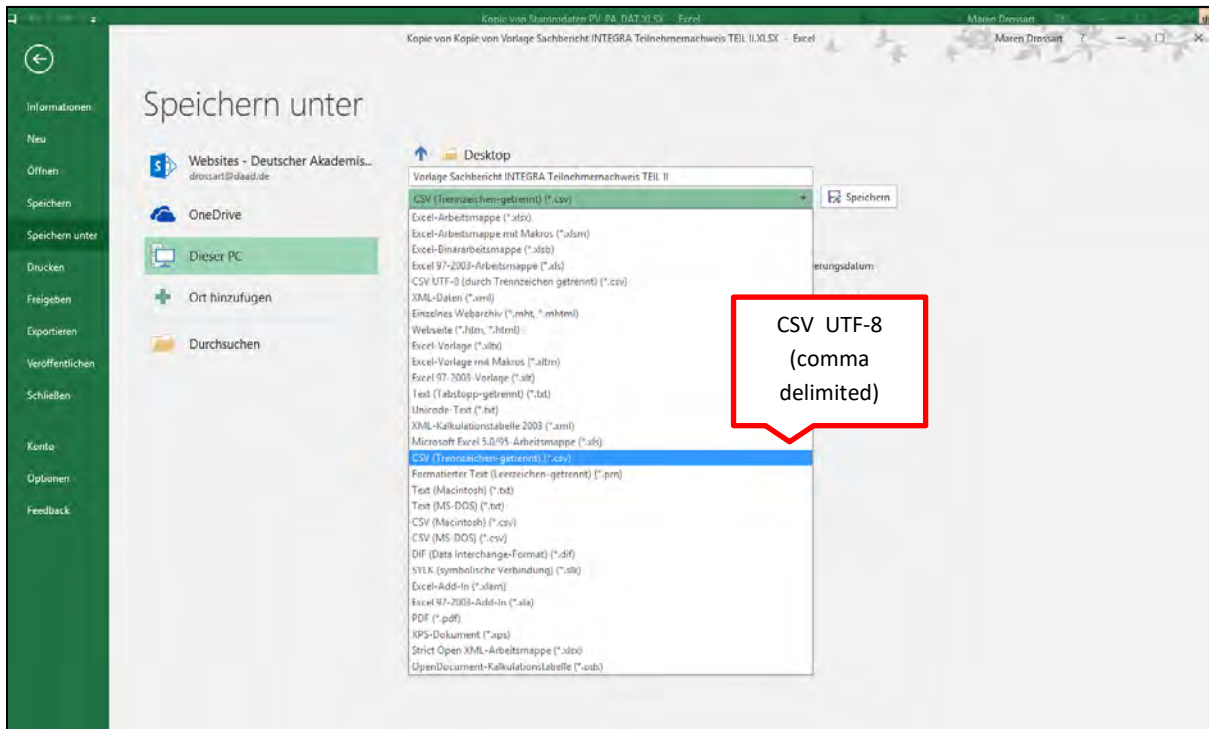 Kopie von Stammdaten PV-PA_DAT.XLSX - Excel
Maren Drossart
Kopie von Kopie von Vorlage Sachbericht INTEGRA Teilnehmernachweis TEIL II.XLSX - Excel
Maren Drossart ?
Informationen
Neu
Öffnen
Speichern
Speichern unter
Drucken
Freigeben
Exportieren
Veröffentlichen
Schließen
Konto
Optionen
Feedback
Speichern unter
Websites - Deutscher Akademis...
drossart@daad.de
OneDrive
Dieser PC
Ort hinzufügen
Durchsuchen
Desktop
Vorlage Sachbericht INTEGRA Teilnehmernachweis TEIL II
CSV (Trennzeichen-getrennt) (*.csv)
Speichern
Excel-Arbeitsmappe (*.xlsx)
Excel-Arbeitsmappe mit Makros (*.xlsm)
Excel-Binärarbeitsmappe (*.xlsb)
Excel 97-2003-Arbeitsmappe (*.xls)
erungsdatum
CSV UTF-8 (durch Trennzeichen getrennt) (*.csv)
XML-Daten (*.xml)
Einzelnes Webarchiv (*.mht, *.mhtml)
Webseite (*.htm, *.html)
Excel-Vorlage (*.xltx)
Excel-Vorlage mit Makros (*.xltm)
Excel 97-2003-Vorlage (*.xlt)
Text (Tabstopp-getrennt) (*.txt)
Unicode Text (*.txt)
XML-Kalkulationstabelle 2003 (*.xml)
Microsoft Excel 5.0/95-Arbeitsmappe (*.xls)
CSV (Trennzeichen-getrennt) (*.csv)
Formatierter Text (Leerzeichen-getrennt) (*.prn)
Text (Macintosh) (*.txt)
Text (MS-DOS) (*.txt)
CSV (Macintosh) (*.csv)
CSV (MS-DOS) (*.csv)
DIF (Data Interchange-Format) (*.dif)
SYLK (symbolische Verbindung) (*.slk)
Excel-Add-In (*.xlam)
Excel 97-2003-Add-In (*.xla)
PDF (*.pdf)
XPS-Dokument (*.xps)
Strict Open XML-Arbeitsmappe (*.xlsx)
OpenDocument-Kalkulationstabelle (*.ods)
CSV UTF-8
(comma
delimited)